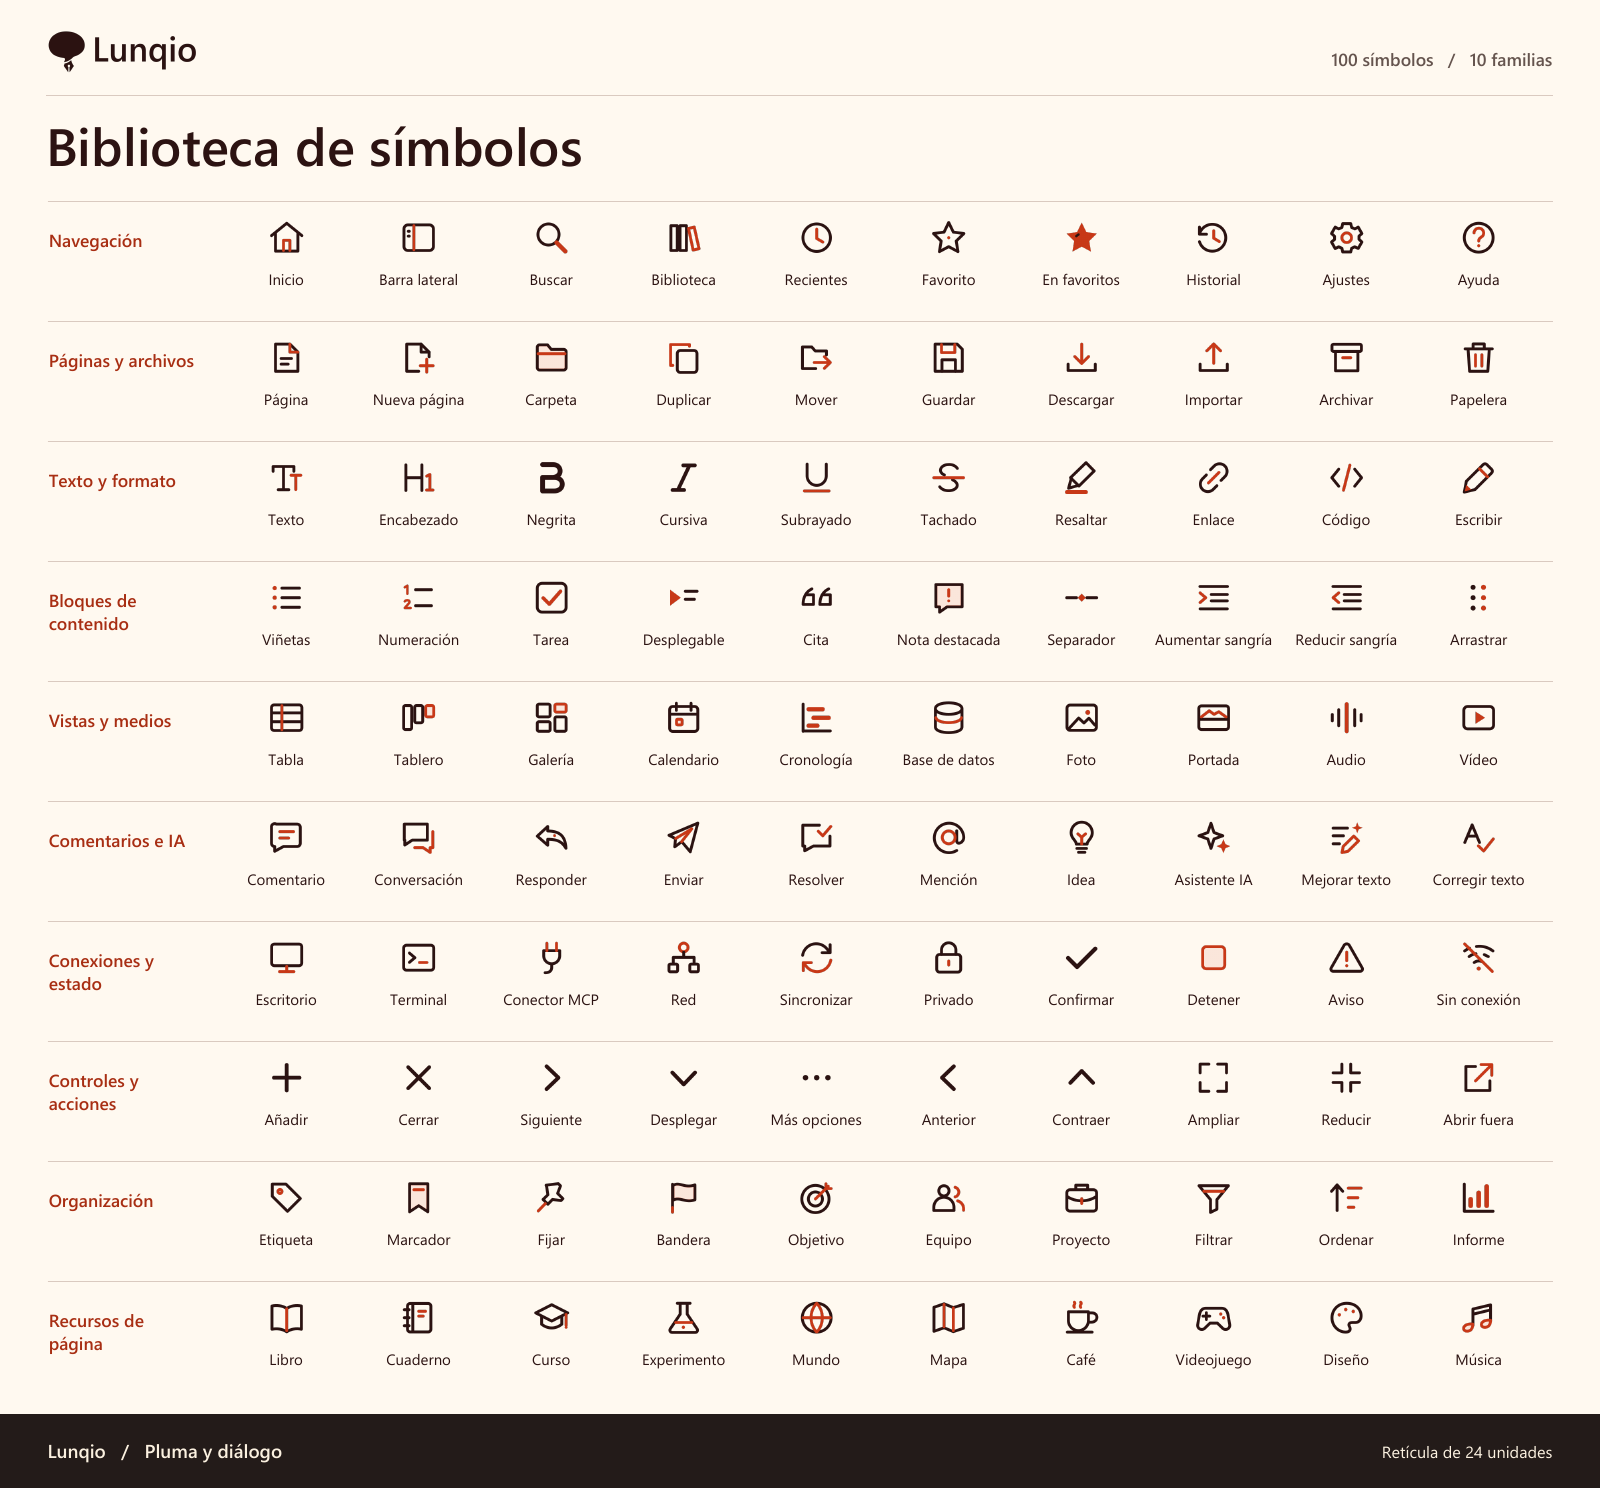 Lunqio
100 símbolos / 10 familias
Biblioteca de símbolos
Navegación
Inicio
Barra lateral
Buscar
Biblioteca
Recientes
Favorito
En favoritos
Historial
Ajustes
Ayuda
Páginas y archivos
Página
Nueva página
Carpeta
Duplicar
Mover
Guardar
Descargar
Importar
Archivar
Papelera
Texto y formato
Texto
Encabezado
Negrita
Cursiva
Subrayado
Tachado
Resaltar
Enlace
Código
Escribir
Bloques de
contenido
Viñetas
Numeración
Tarea
Desplegable
Cita
Nota destacada
Separador
Aumentar sangría
Reducir sangría
Arrastrar
Vistas y medios
Tabla
Tablero
Galería
Calendario
Cronología
Base de datos
Foto
Portada
Audio
Vídeo
Comentarios e IA
Comentario
Conversación
Responder
Enviar
Resolver
Mención
Idea
Asistente IA
Mejorar texto
Corregir texto
Conexiones y
estado
Escritorio
Terminal
Conector MCP
Red
Sincronizar
Privado
Confirmar
Detener
Aviso
Sin conexión
Controles y
acciones
Añadir
Cerrar
Siguiente
Desplegar
Más opciones
Anterior
Contraer
Ampliar
Reducir
Abrir fuera
Organización
Etiqueta
Marcador
Fijar
Bandera
Objetivo
Equipo
Proyecto
Filtrar
Ordenar
Informe
Recursos de
página
Libro
Cuaderno
Curso
Experimento
Mundo
Mapa
Café
Videojuego
Diseño
Música
Lunqio / Pluma y diálogo
Retícula de 24 unidades